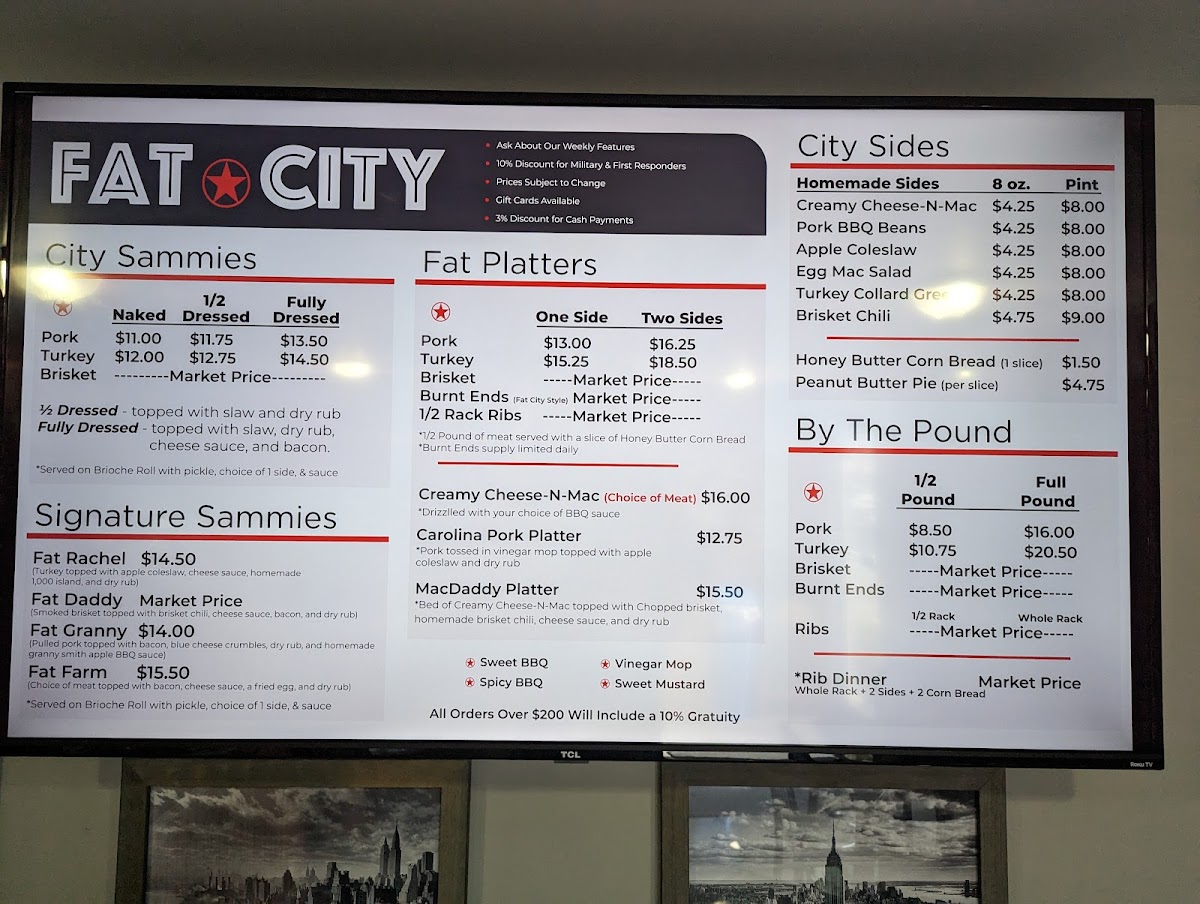 FAT CITY
• Ask About Our Weekly Features
• 10% Discount for Military & First Responders
• Prices Subject to Change
• Gift Cards Available
• 3% Discount for Cash Payments
City Sammies
Naked 1/2 Dressed Fully Dressed
Pork $11.00 $11.75 $13.50
Turkey $12.00 $12.75 $14.50
Brisket ---------Market Price---------
½ Dressed - topped with slaw and dry rub
Fully Dressed - topped with slaw, dry rub,
cheese sauce, and bacon.
*Served on Brioche Roll with pickle, choice of 1 side, & sauce
Signature Sammies
Fat Rachel $14.50
(Turkey topped with apple coleslaw, cheese sauce, homemade
1,000 island, and dry rub)
Fat Daddy Market Price
(Smoked brisket topped with brisket chili, cheese sauce, bacon, and dry rub)
Fat Granny $14.00
(Pulled pork topped with bacon, blue cheese crumbles, dry rub, and homemade
granny smith apple BBQ sauce)
Fat Farm $15.50
(Choice of meat topped with bacon, cheese sauce, a fried egg, and dry rub)
*Served on Brioche Roll with pickle, choice of 1 side, & sauce
Fat Platters
One Side Two Sides
Pork $13.00 $16.25
Turkey $15.25 $18.50
Brisket -----Market Price-----
Burnt Ends (Fat City Style) Market Price-----
1/2 Rack Ribs -----Market Price-----
*1/2 Pound of meat served with a slice of Honey Butter Corn Bread
*Burnt Ends supply limited daily
Creamy Cheese-N-Mac (Choice of Meat) $16.00
*Drizzlled with your choice of BBQ sauce
Carolina Pork Platter $12.75
*Pork tossed in vinegar mop topped with apple
coleslaw and dry rub
MacDaddy Platter $15.50
*Bed of Creamy Cheese-N-Mac topped with Chopped brisket,
homemade brisket chili, cheese sauce, and dry rub
Sweet BBQ Vinegar Mop
Spicy BBQ Sweet Mustard
All Orders Over $200 Will Include a 10% Gratuity
City Sides
Homemade Sides 8 oz. Pint
Creamy Cheese-N-Mac $4.25 $8.00
Pork BBQ Beans $4.25 $8.00
Apple Coleslaw $4.25 $8.00
Egg Mac Salad $4.25 $8.00
Turkey Collard $4.25 $8.00
Brisket Chili $4.75 $9.00
Honey Butter Corn Bread (1 slice) $1.50
Peanut Butter Pie (per slice) $4.75
By The Pound
1/2 Pound Full Pound
Pork $8.50 $16.00
Turkey $10.75 $20.50
Brisket -----Market Price-----
Burnt Ends -----Market Price-----
1/2 Rack Whole Rack
Ribs -----Market Price-----
*Rib Dinner Market Price
Whole Rack + 2 Sides + 2 Corn Bread
TCL
Roku TV